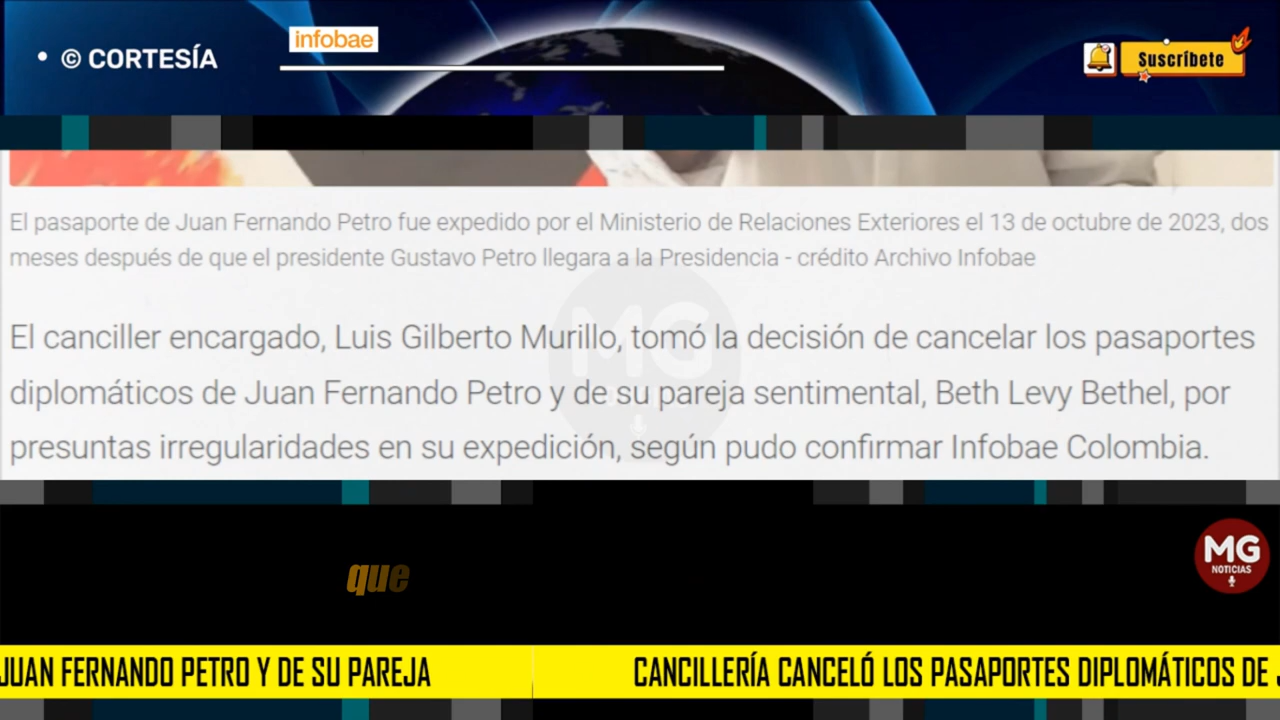 • © CORTESÍA
infobae
Suscríbete
El pasaporte de Juan Fernando Petro fue expedido por el Ministerio de Relaciones Exteriores el 13 de octubre de 2023, dos
meses después de que el presidente Gustavo Petro llegara a la Presidencia - crédito Archivo Infobae
El canciller encargado, Luis Gilberto Murillo, tomó la decisión de cancelar los pasaportes
diplomáticos de Juan Fernando Petro y de su pareja sentimental, Beth Levy Bethel, por
presuntas irregularidades en su expedición, según pudo confirmar Infobae Colombia.
MG
que
MG
NOTICIAS
JUAN FERNANDO PETRO Y DE SU PAREJA
CANCILLERÍA CANCELÓ LOS PASAPORTES DIPLOMÁTICOS DE